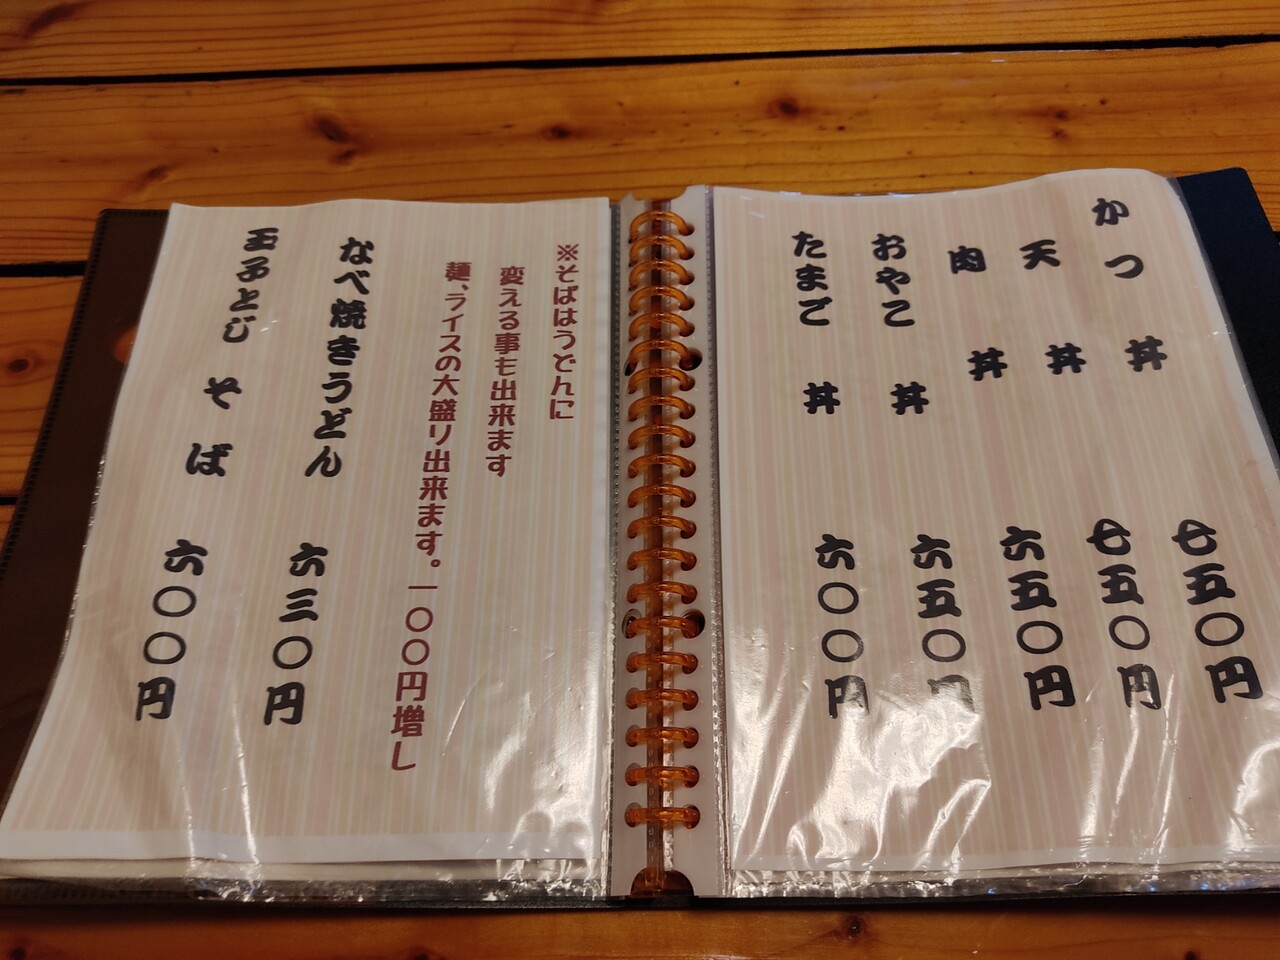 かつ丼 七五〇円
天丼 七五〇円
肉丼 六五〇円
おやこ丼 六五〇円
たまご丼 六〇〇円
※そばはうどんに
変える事も出来ます
麺、ライスの大盛り出来ます。一〇〇円増し
なべ焼きうどん 六三〇円
玉子とじそば 六〇〇円